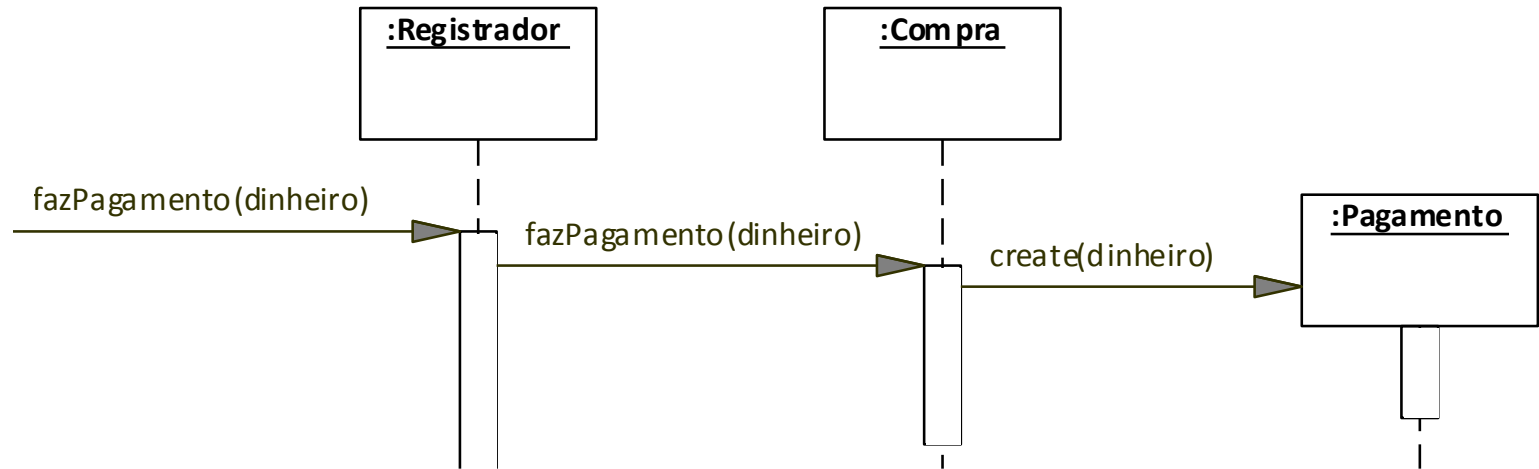 :Registrador
:Compra
fazPagamento(dinheiro)
:Pagamento
fazPagamento(dinheiro)
create(dinheiro)